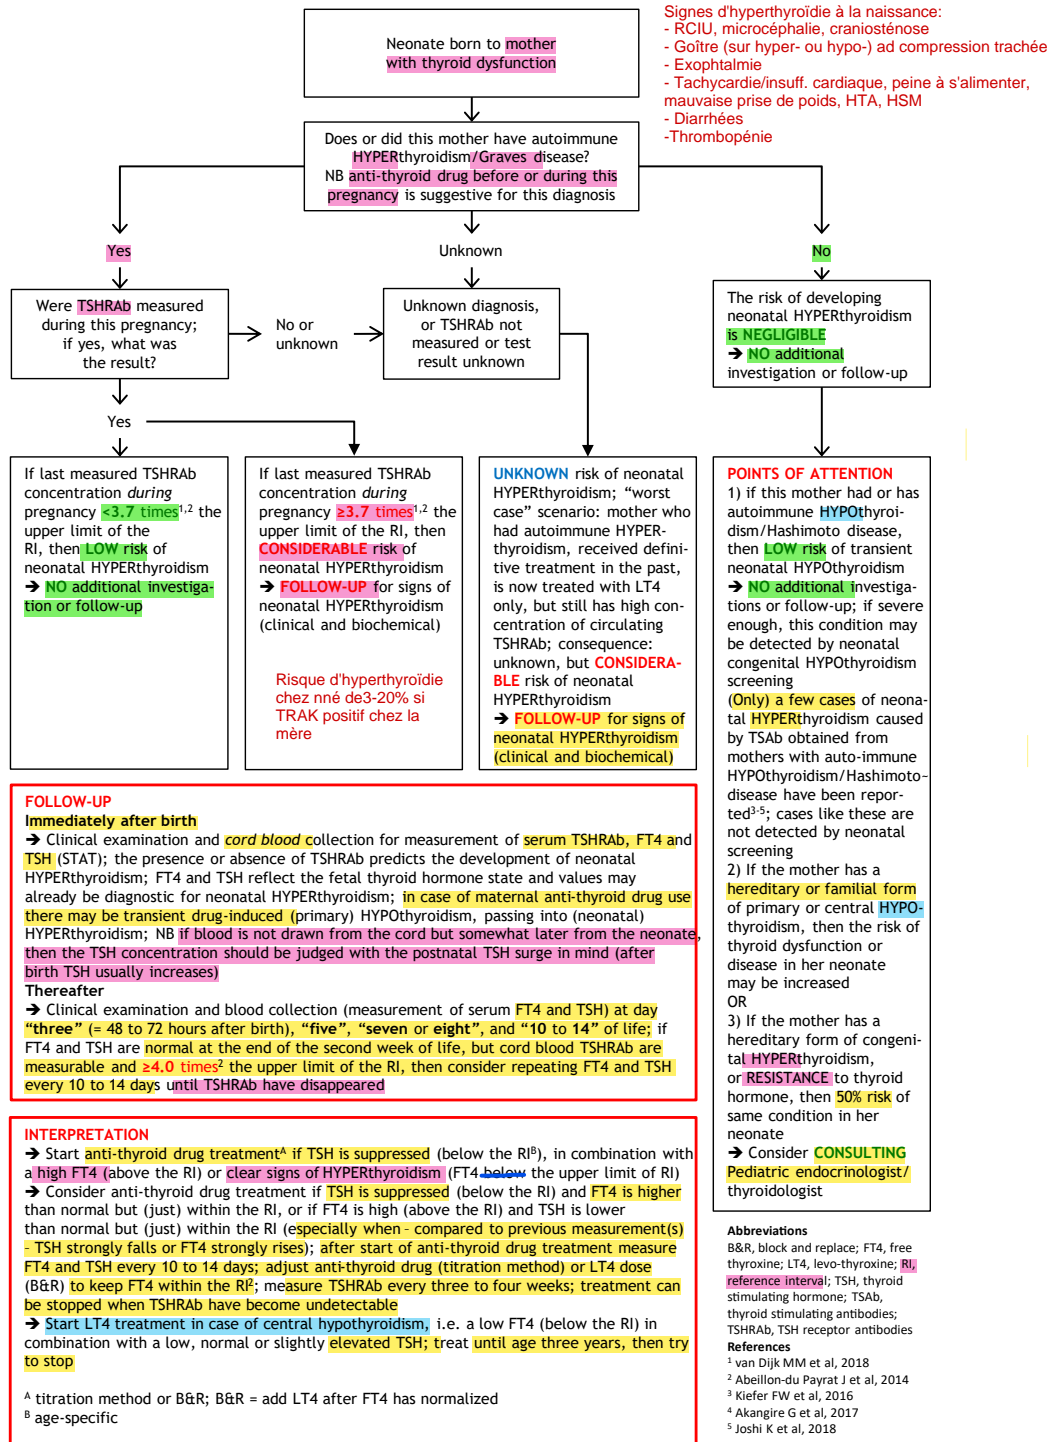 Signes d'hyperthyroïdie à la naissance:
- RCIU, microcéphalie, craniosténose
- Goître (sur hyper- ou hypo-) ad compression trachée
- Exophtalmie
- Tachycardie/insuff. cardiaque, peine à s'alimenter,
mauvaise prise de poids, HTA, HSM
- Diarrhées
-Thrombopénie
Neonate born to mother
with thyroid dysfunction
Does or did this mother have autoimmune
HYPERthyroidism/Graves disease?
NB anti-thyroid drug before or during this
pregnancy is suggestive for this diagnosis
Yes
Unknown
No
Were TSHRAb measured
during this pregnancy;
if yes, what was
the result?
No or
unknown
Unknown diagnosis,
or TSHRAb not
measured or test
result unknown
The risk of developing
neonatal HYPERthyroidism
is NEGLIGIBLE
➔ NO additional
investigation or follow-up
Yes
If last measured TSHRAb
concentration during
pregnancy <3.7 times1,2 the
upper limit of the
RI, then LOW risk of
neonatal HYPERthyroidism
➔ NO additional investiga-
tion or follow-up
If last measured TSHRAb
concentration during
pregnancy ≥3.7 times1,2 the
upper limit of the RI, then
CONSIDERABLE risk of
neonatal HYPERthyroidism
➔ FOLLOW-UP for signs of
neonatal HYPERthyroidism
(clinical and biochemical)
Risque d'hyperthyroïdie
chez nné de3-20% si
TRAK positif chez la
mère
UNKNOWN risk of neonatal
HYPERthyroidism; “worst
case” scenario: mother who
had autoimmune HYPER-
thyroidism, received defini-
tive treatment in the past,
is now treated with LT4
only, but still has high con-
centration of circulating
TSHRAb; consequence:
unknown, but CONSIDERA-
BLE risk of neonatal
HYPERthyroidism
➔ FOLLOW-UP for signs of
neonatal HYPERthyroidism
(clinical and biochemical)
POINTS OF ATTENTION
1) if this mother had or has
autoimmune HYPOthyroi-
dism/Hashimoto disease,
then LOW risk of transient
neonatal HYPOthyroidism
➔ NO additional investiga-
tions or follow-up; if severe
enough, this condition may
be detected by neonatal
congenital HYPOthyroidism
screening
(Only) a few cases of neona-
tal HYPERthyroidism caused
by TSAb obtained from
mothers with auto-immune
HYPOthyroidism/Hashimoto-
disease have been repor-
ted3-5; cases like these are
not detected by neonatal
screening
2) If the mother has a
hereditary or familial form
of primary or central HYPO-
thyroidism, then the risk of
thyroid dysfunction or
disease in her neonate
may be increased
OR
3) If the mother has a
hereditary form of congeni-
tal HYPERthyroidism,
or RESISTANCE to thyroid
hormone, then 50% risk of
same condition in her
neonate
➔ Consider CONSULTING
Pediatric endocrinologist/
thyroidologist
FOLLOW-UP
Immediately after birth
➔ Clinical examination and cord blood collection for measurement of serum TSHRAb, FT4 and
TSH (STAT); the presence or absence of TSHRAb predicts the development of neonatal
HYPERthyroidism; FT4 and TSH reflect the fetal thyroid hormone state and values may
already be diagnostic for neonatal HYPERthyroidism; in case of maternal anti-thyroid drug use
there may be transient drug-induced (primary) HYPOthyroidism, passing into (neonatal)
HYPERthyroidism; NB if blood is not drawn from the cord but somewhat later from the neonate,
then the TSH concentration should be judged with the postnatal TSH surge in mind (after
birth TSH usually increases)
Thereafter
➔ Clinical examination and blood collection (measurement of serum FT4 and TSH) at day
“three” (= 48 to 72 hours after birth), “five”, “seven or eight”, and “10 to 14” of life; if
FT4 and TSH are normal at the end of the second week of life, but cord blood TSHRAb are
measurable and ≥4.0 times2 the upper limit of the RI, then consider repeating FT4 and TSH
every 10 to 14 days until TSHRAb have disappeared
INTERPRETATION
➔ Start anti-thyroid drug treatmentA if TSH is suppressed (below the RIB), in combination with
a high FT4 (above the RI) or clear signs of HYPERthyroidism (FT4 below the upper limit of RI)
➔ Consider anti-thyroid drug treatment if TSH is suppressed (below the RI) and FT4 is higher
than normal but (just) within the RI, or if FT4 is high (above the RI) and TSH is lower
than normal but (just) within the RI (especially when - compared to previous measurement(s)
- TSH strongly falls or FT4 strongly rises); after start of anti-thyroid drug treatment measure
FT4 and TSH every 10 to 14 days; adjust anti-thyroid drug (titration method) or LT4 dose
(B&R) to keep FT4 within the RI2; measure TSHRAb every three to four weeks; treatment can
be stopped when TSHRAb have become undetectable
➔ Start LT4 treatment in case of central hypothyroidism, i.e. a low FT4 (below the RI) in
combination with a low, normal or slightly elevated TSH; treat until age three years, then try
to stop
A titration method or B&R; B&R = add LT4 after FT4 has normalized
B age-specific
Abbreviations
B&R, block and replace; FT4, free
thyroxine; LT4, levo-thyroxine; RI,
reference interval; TSH, thyroid
stimulating hormone; TSAb,
thyroid stimulating antibodies;
TSHRAb, TSH receptor antibodies
References
1 van Dijk MM et al, 2018
2 Abeillon-du Payrat J et al, 2014
3 Kiefer FW et al, 2016
4 Akangire G et al, 2017
5 Joshi K et al, 2018